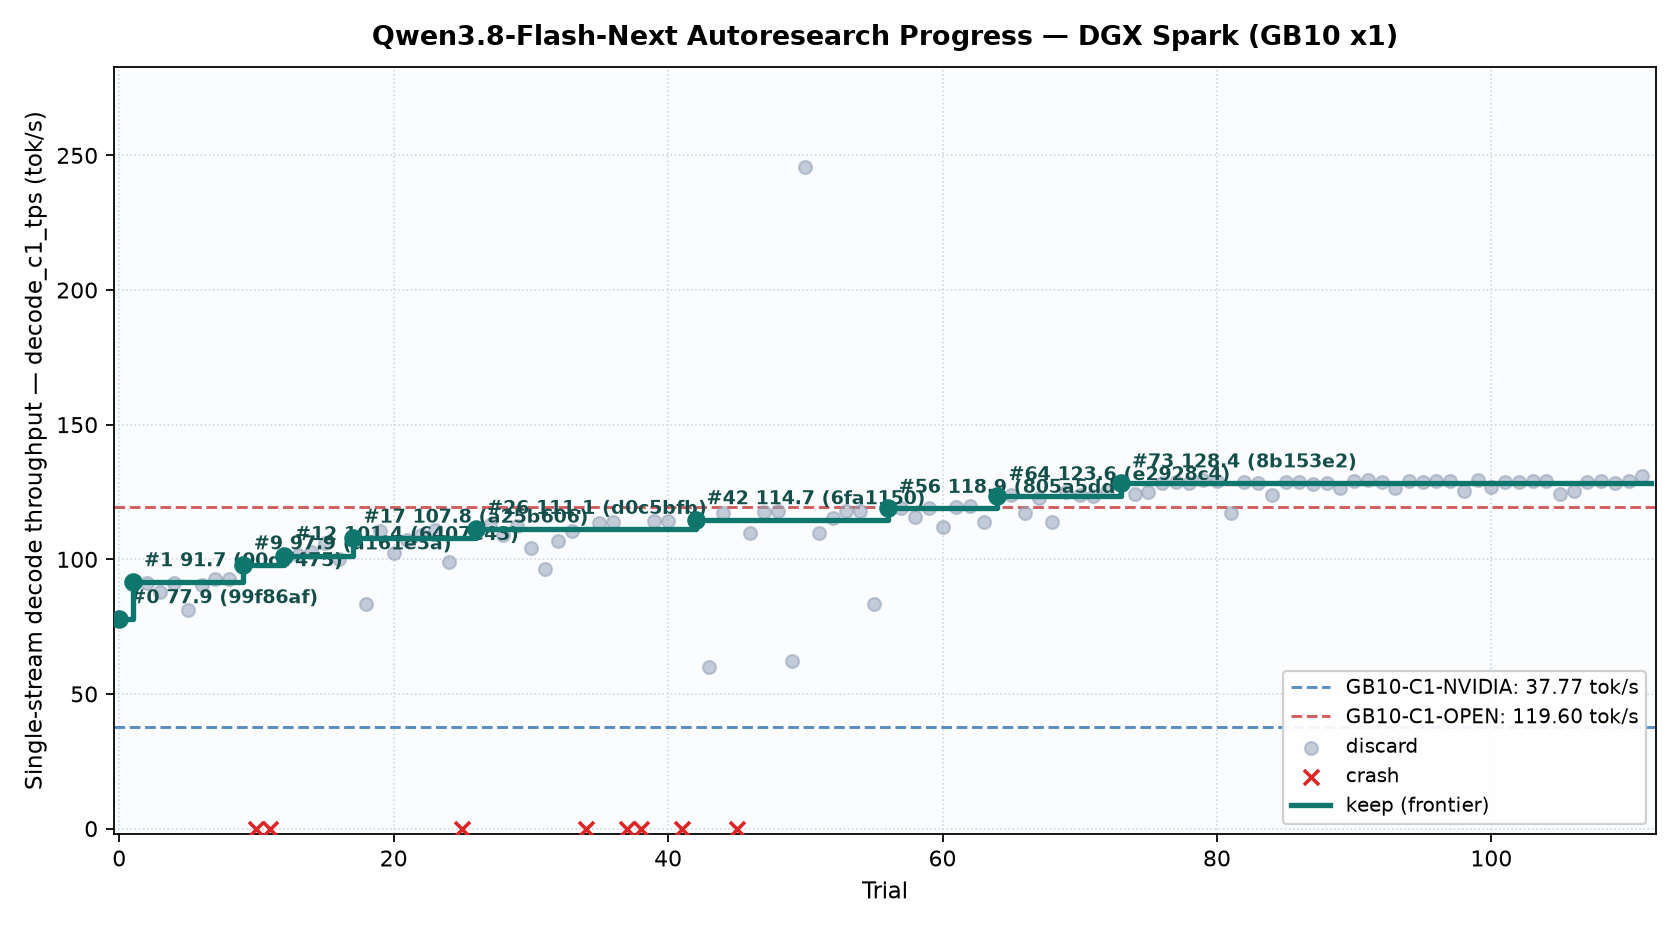 Qwen3.8-Flash-Next Autoresearch Progress — DGX Spark (GB10 x1)
Single-stream decode throughput — decode_c1_tps (tok/s)
250
200
150
100
50
0
#73 128.4 (8b153e2)
#64 123.6 (e2928c4)
#56 118.9 (805a5dd
#42 114.7 (6fa1150)
#26 111.1 (d0c5bfb)
#17 107.8 (a25b606)
#12 101.4
#9 97.9
#1 91.7
#0 77.9 (99f86af)
GB10-C1-NVIDIA: 37.77 tok/s
GB10-C1-OPEN: 119.60 tok/s
discard
crash
keep (frontier)
0 20 40 60 80 100
Trial